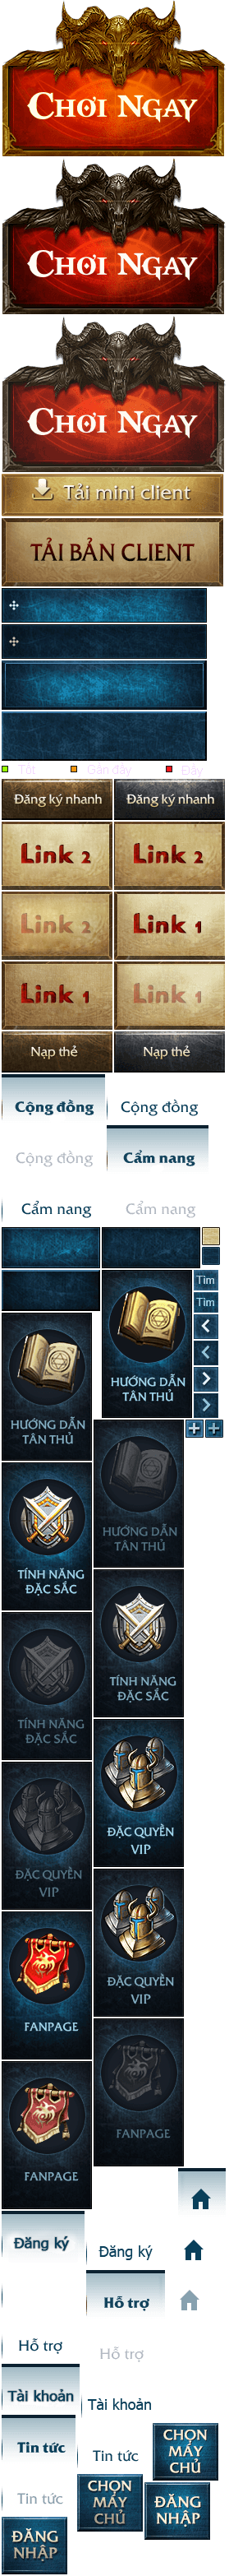 CHƠI NGAY
CHƠI NGAY
CHƠI NGAY
Tải mini client
TẢI BẢN CLIENT
Tốt Gần đầy Đầy
Đăng ký nhanh Đăng ký nhanh
Link 2 Link 2
Link 2 Link 1
Link 1 Link 1
Nạp thẻ Nạp thẻ
Cộng đồng Cộng đồng
Cộng đồng Cẩm nang
Cẩm nang Cẩm nang
Tìm
Tìm
HƯỚNG DẪN
TÂN THỦ
HƯỚNG DẪN
TÂN THỦ
HƯỚNG DẪN
TÂN THỦ
TÍNH NĂNG
ĐẶC SẮC
TÍNH NĂNG
ĐẶC SẮC
TÍNH NĂNG
ĐẶC SẮC
ĐẶC QUYỀN
VIP
ĐẶC QUYỀN
VIP
ĐẶC QUYỀN
VIP
FANPAGE
FANPAGE
FANPAGE
Đăng ký
Đăng ký
Hỗ trợ
Hỗ trợ
Hỗ trợ
Tài khoản
Tài khoản
Tin tức
Tin tức
Tin tức
CHỌN
MÁY
CHỦ
CHỌN
MÁY
CHỦ
ĐĂNG
NHẬP
ĐĂNG
NHẬP